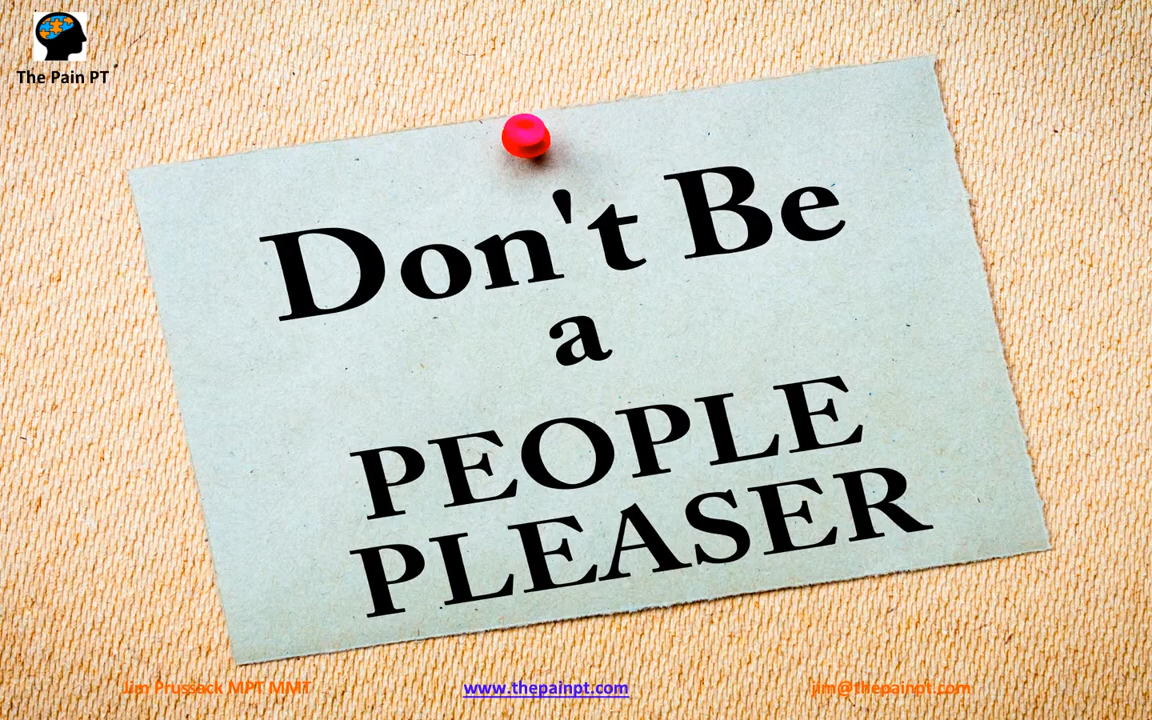 The Pain PT
Don't Be
a
PEOPLE
PLEASER
Jim Prussack MPT MMT
www.thepainpt.com
jim@thepainpt.com